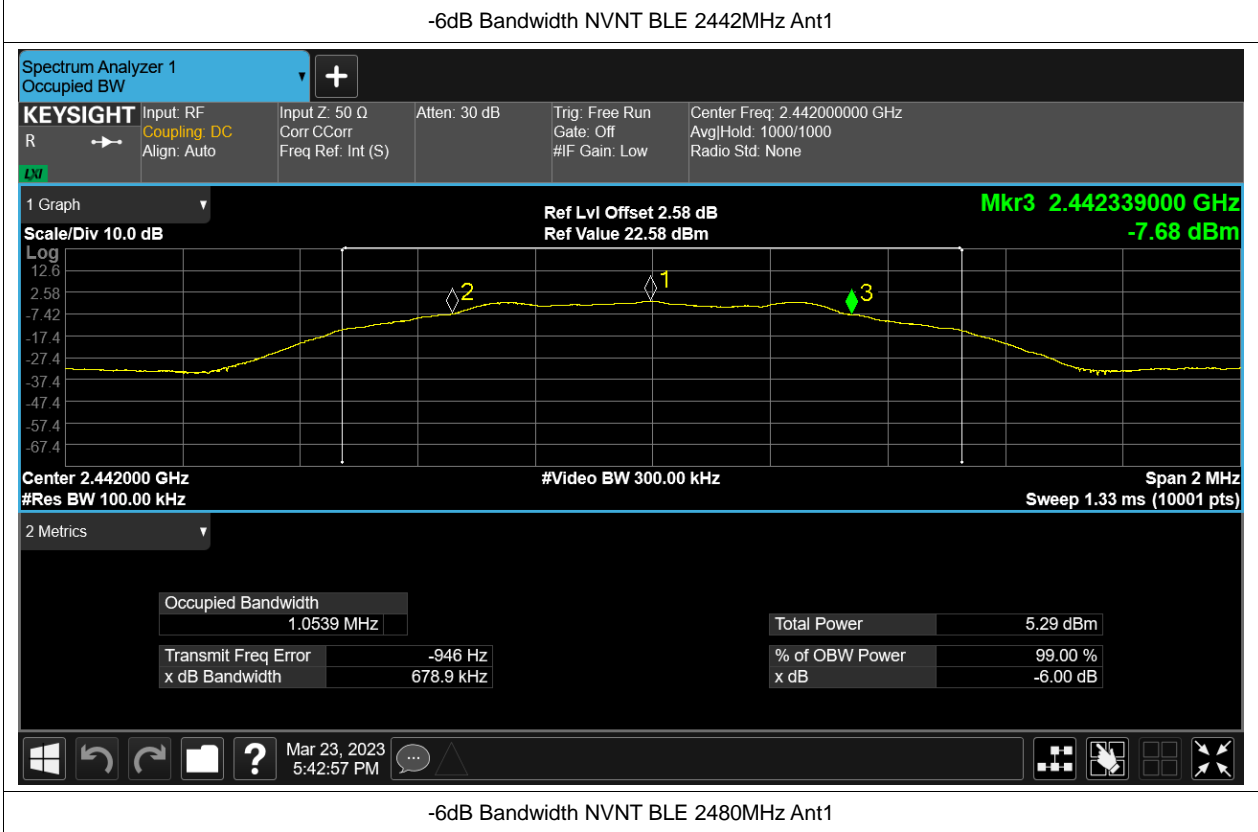 -6dB Bandwidth NVNT BLE 2442MHz Ant1
Spectrum Analyzer 1
Occupied BW
KEYSIGHT
R
LXI
Input: RF
Coupling: DC
Align: Auto
Input Z: 50 Ω
Corr CCorr
Freq Ref: Int (S)
Atten: 30 dB
Trig: Free Run
Gate: Off
#IF Gain: Low
Center Freq: 2.442000000 GHz
Avg|Hold: 1000/1000
Radio Std: None
1 Graph
Scale/Div 10.0 dB
Ref Lvl Offset 2.58 dB
Ref Value 22.58 dBm
Mkr3 2.442339000 GHz
-7.68 dBm
Log
12.6
2.58
-7.42
-17.4
-27.4
-37.4
-47.4
-57.4
-67.4
2
1
3
Center 2.442000 GHz
#Video BW 300.00 kHz
Span 2 MHz
#Res BW 100.00 kHz
Sweep 1.33 ms (10001 pts)
2 Metrics
Occupied Bandwidth
1.0539 MHz
Total Power 5.29 dBm
Transmit Freq Error -946 Hz
% of OBW Power 99.00 %
x dB Bandwidth 678.9 kHz
x dB -6.00 dB
Mar 23, 2023
5:42:57 PM
-6dB Bandwidth NVNT BLE 2480MHz Ant1